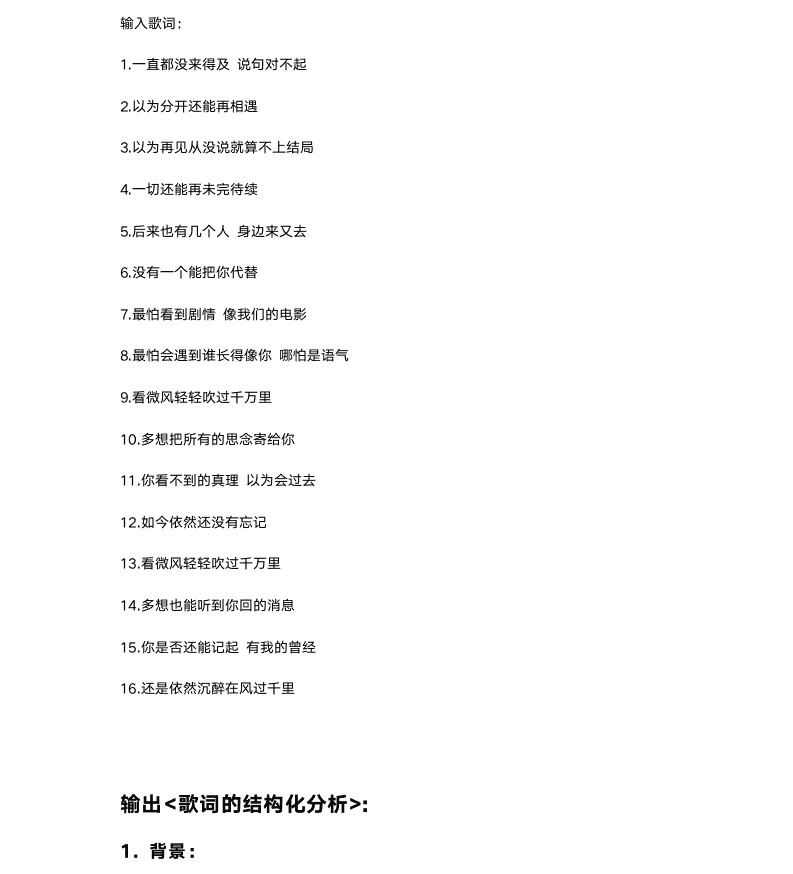 输入歌词：
1.一直都没来得及 说句对不起
2.以为分开还能再相遇
3.以为再见从没说就算不上结局
4.一切还能再未完待续
5.后来也有几个人 身边来又去
6.没有一个能把你代替
7.最怕看到剧情 像我们的电影
8.最怕会遇到谁长得像你 哪怕是语气
9.看微风轻轻吹过千万里
10.多想把所有的思念寄给你
11.你看不到的真理 以为会过去
12.如今依然还没有忘记
13.看微风轻轻吹过千万里
14.多想也能听到你回的消息
15.你是否还能记起 有我的曾经
16.还是依然沉醉在风过千里
输出<歌词的结构化分析>:
1. 背景：